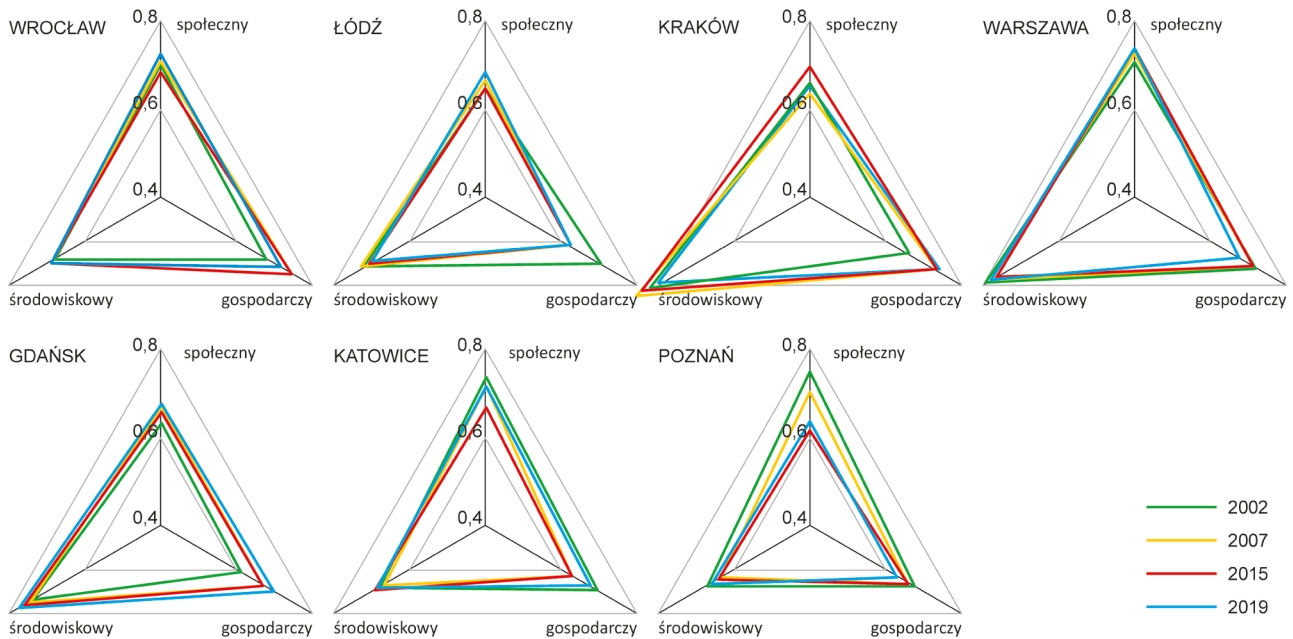 WROCŁAW
0,8
społeczny
0,6
0,4
środowiskowy
gospodarczy
ŁÓDŹ
0,8
społeczny
0,6
0,4
środowiskowy
gospodarczy
KRAKÓW
0,8
społeczny
0,6
0,4
środowiskowy
gospodarczy
WARSZAWA
0,8
społeczny
0,6
0,4
środowiskowy
gospodarczy
GDAŃSK
0,8
społeczny
0,6
0,4
środowiskowy
gospodarczy
KATOWICE
0,8
społeczny
0,6
0,4
środowiskowy
gospodarczy
POZNAŃ
0,8
społeczny
0,6
0,4
środowiskowy
gospodarczy
2002
2007
2015
2019